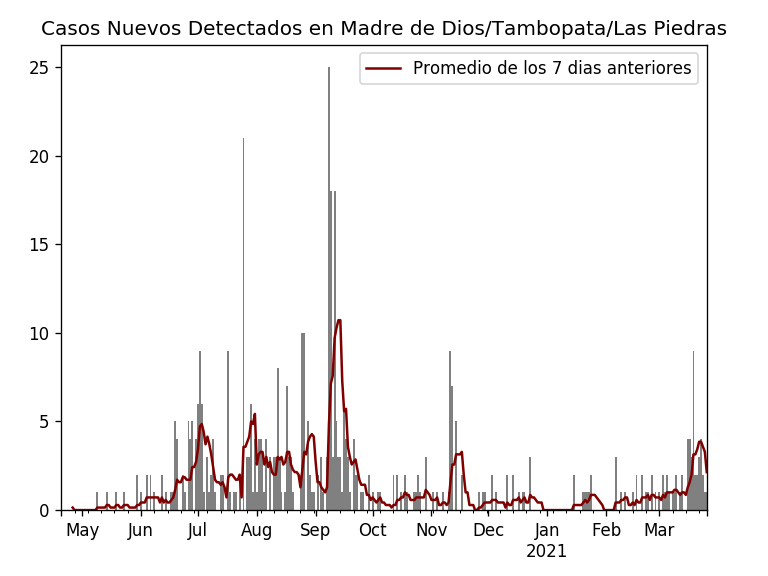 Casos Nuevos Detectados en Madre de Dios/Tambopata/Las Piedras
Promedio de los 7 dias anteriores
25
20
15
10
5
0
May Jun Jul Aug Sep Oct Nov Dec Jan Feb Mar
2021